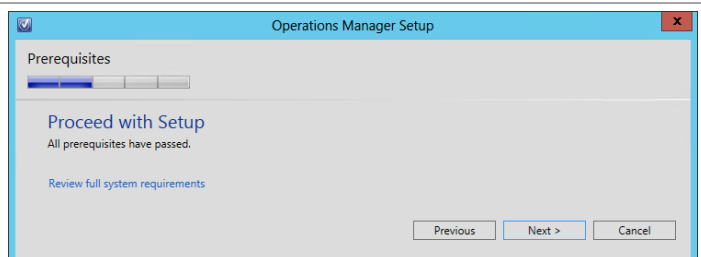 Operations Manager Setup
x
Prerequisites
Proceed with Setup
All prerequisites have passed.
Review full system requirements
Previous
Next >
Cancel